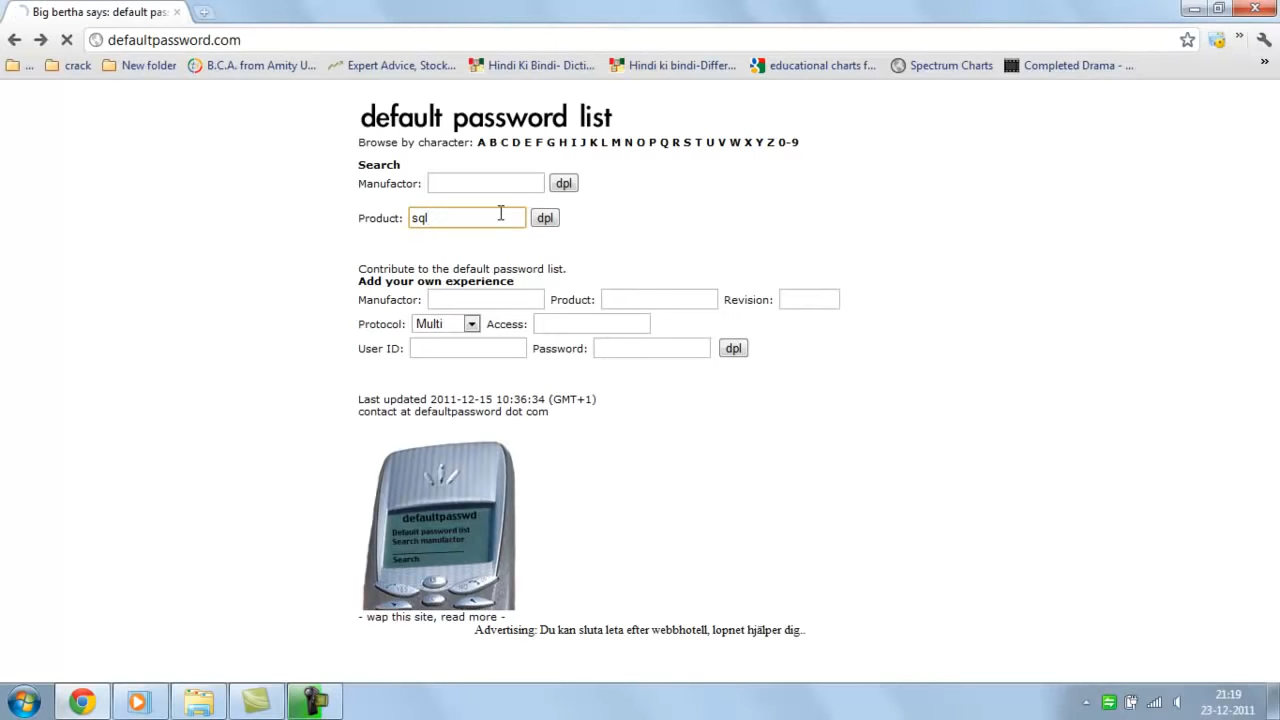 Big bertha says: default pas
defaultpassword.com
... crack New folder B.C.A. from Amity U... Expert Advice, Stock... Hindi Ki Bindi- Dicti... Hindi ki bindi-Differ... educational charts f... Spectrum Charts Completed Drama - ...
default password list
Browse by character: A B C D E F G H I J K L M N O P Q R S T U V W X Y Z 0-9
Search
Manufactor: dpl
Product: sql dpl
Contribute to the default password list.
Add your own experience
Manufactor: Product: Revision:
Protocol: Multi Access:
User ID: Password: dpl
Last updated 2011-12-15 10:36:34 (GMT+1)
contact at defaultpassword dot com
defaultpasswd
Default password list
Search manufactor
Search
- wap this site, read more -
Advertising: Du kan sluta leta efter webbhotell, lopnet hjälper dig..
21:19
23-12-2011